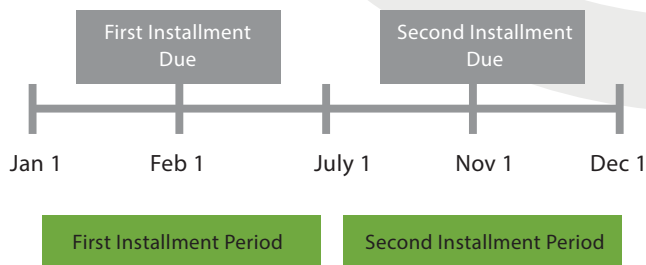 First Installment
Due
Second Installment
Due
Jan 1
Feb 1
July 1
Nov 1
Dec 1
First Installment Period
Second Installment Period